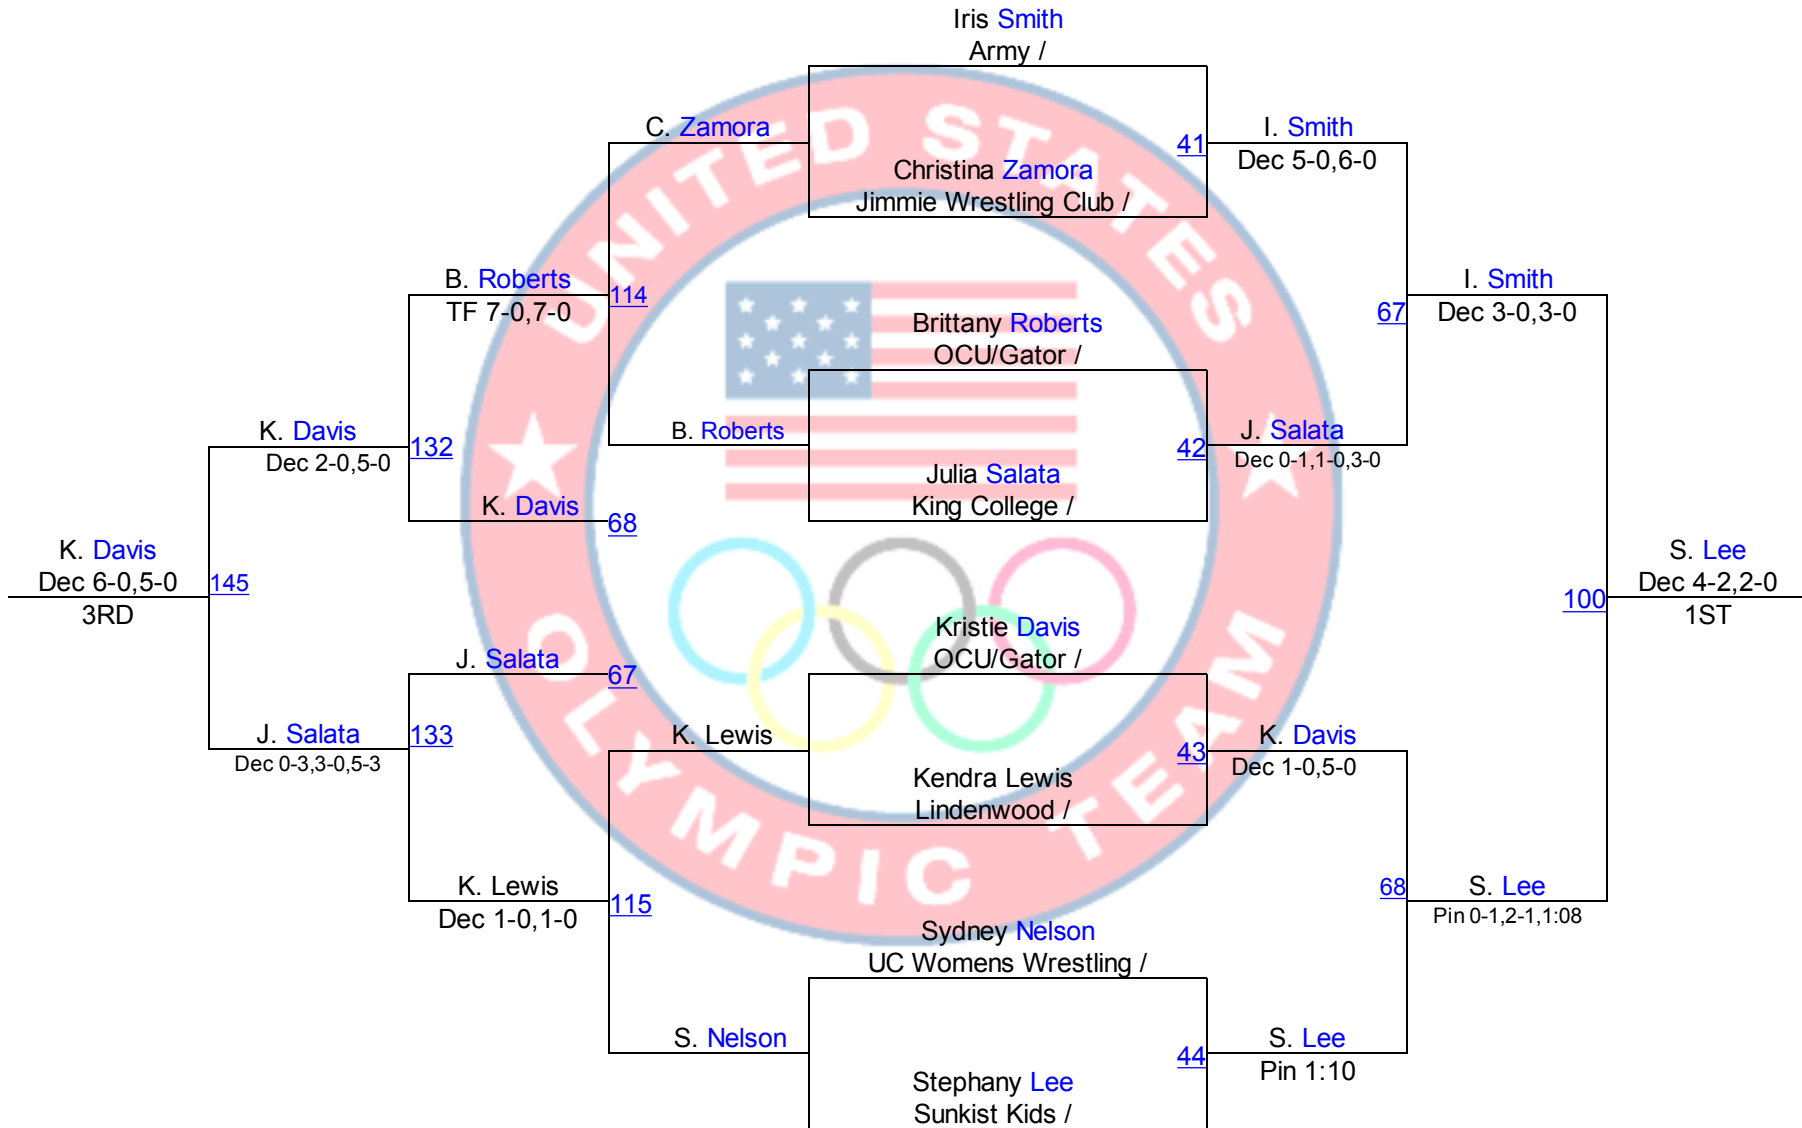 Iris Smith
Army /
C. Zamora
41
I. Smith
Dec 5-0,6-0
Christina Zamora
Jimmie Wrestling Club /
B. Roberts
TF 7-0,7-0
114
I. Smith
Dec 3-0,3-0
67
Brittany Roberts
OCU/Gator /
K. Davis
Dec 2-0,5-0
132
B. Roberts
42
J. Salata
Dec 0-1,1-0,3-0
Julia Salata
King College /
K. Davis
68
K. Davis
Dec 6-0,5-0
3RD
145
S. Lee
Dec 4-2,2-0
1ST
100
Kristie Davis
OCU/Gator /
J. Salata
67
J. Salata
Dec 0-3,3-0,5-3
133
K. Lewis
43
K. Davis
Dec 1-0,5-0
Kendra Lewis
Lindenwood /
K. Lewis
Dec 1-0,1-0
115
68
S. Lee
Pin 0-1,2-1,1:08
Sydney Nelson
UC Womens Wrestling /
S. Nelson
44
S. Lee
Pin 1:10
Stephany Lee
Sunkist Kids /
UNITED STATES
OLYMPIC TEAM